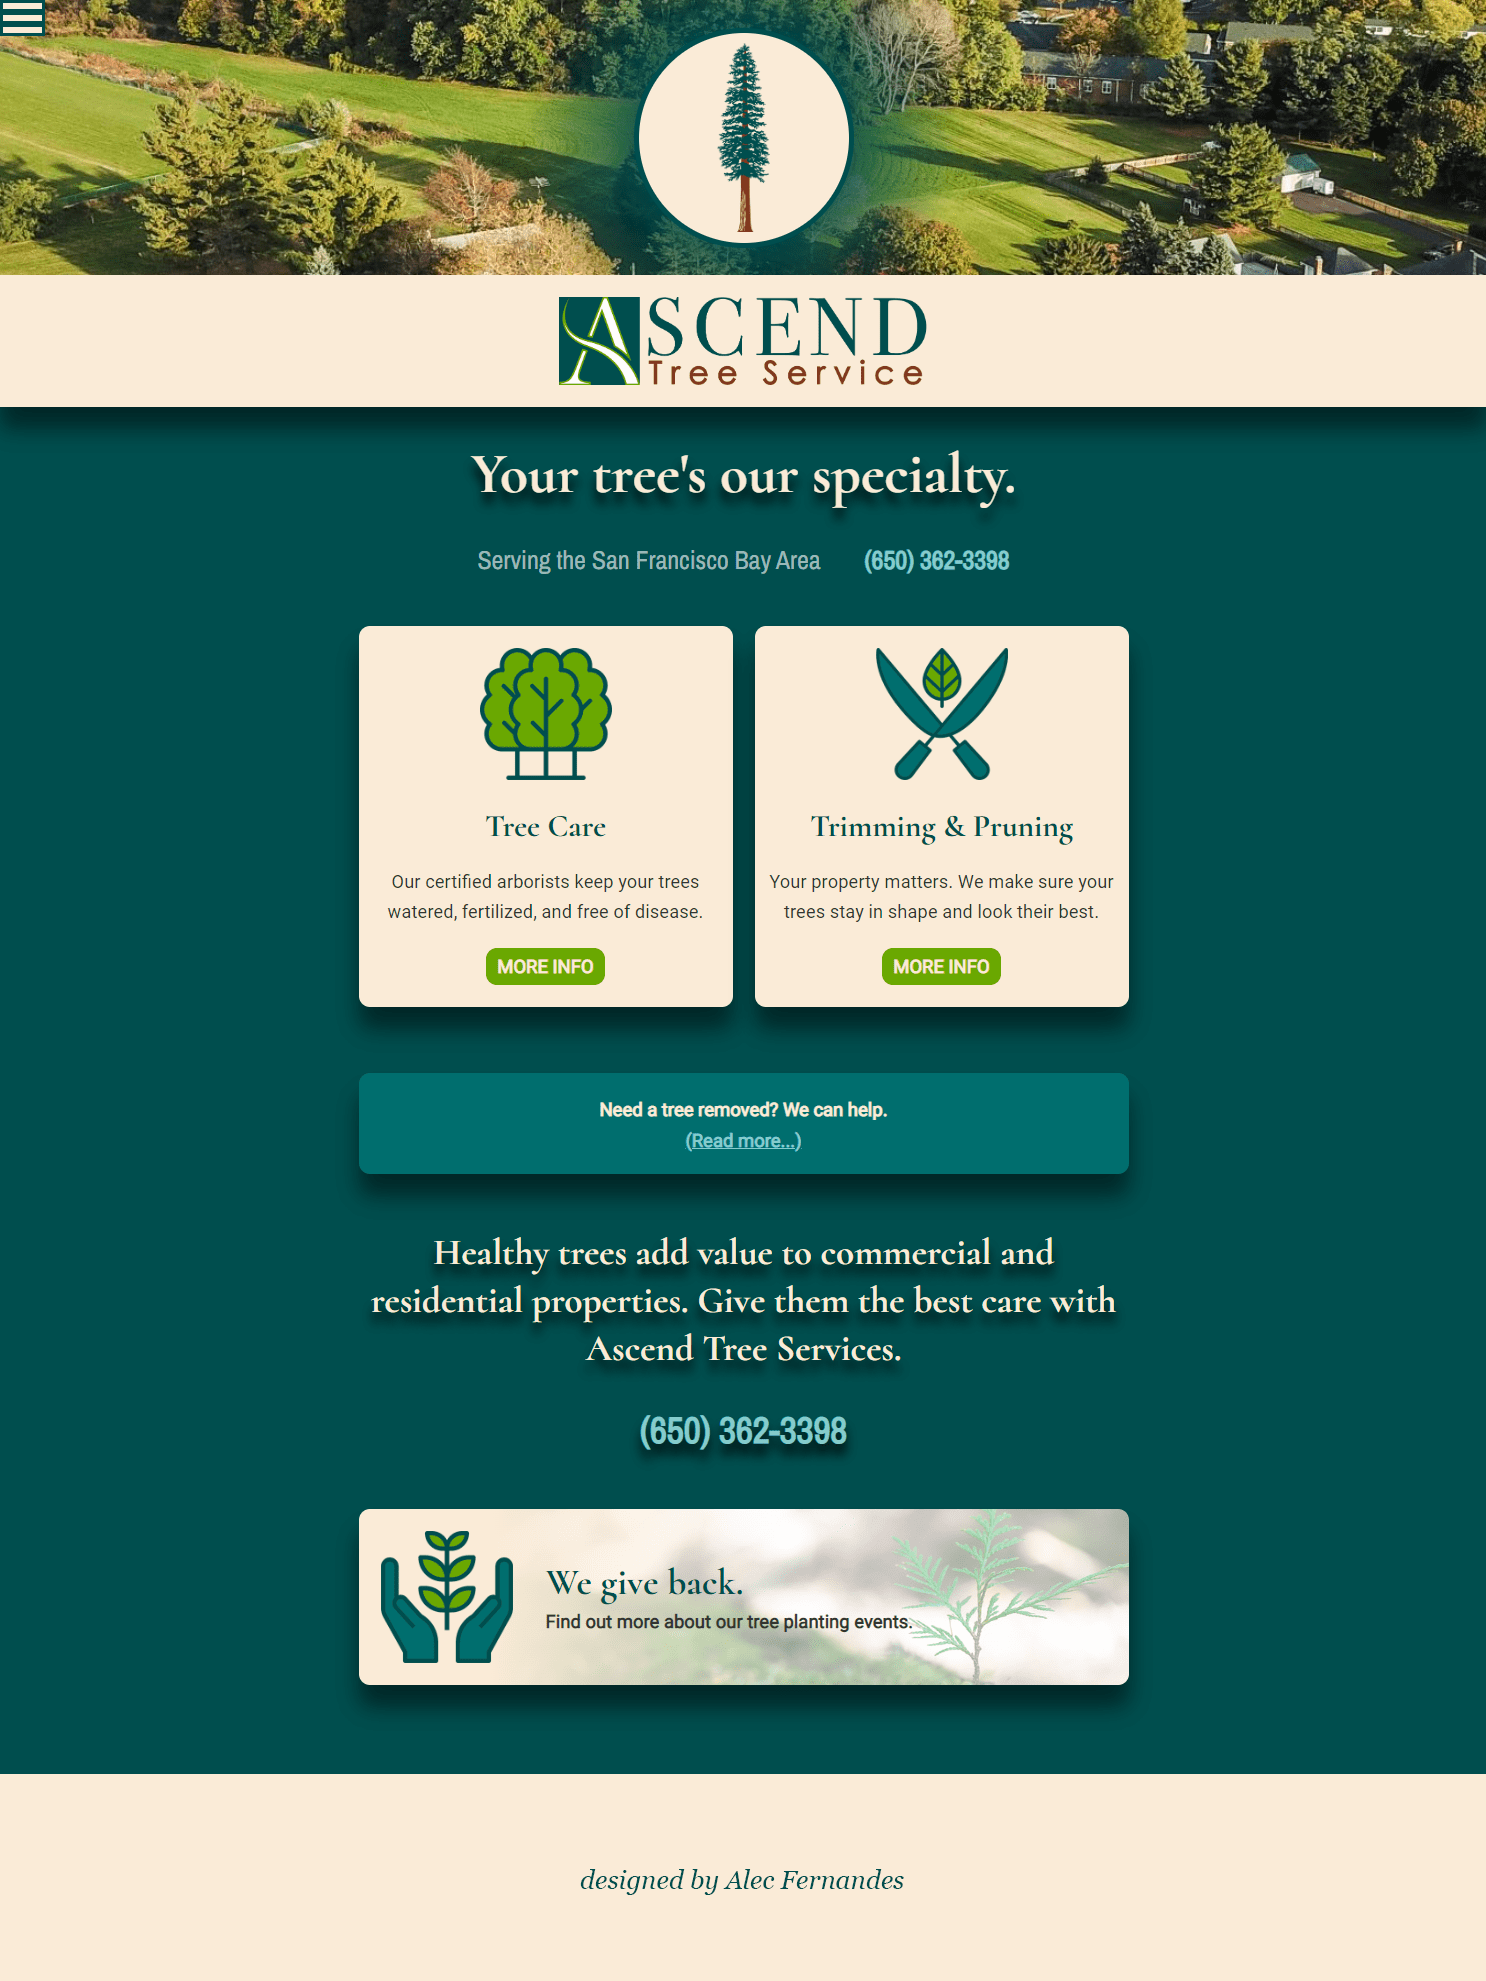 ASCEND
Tree Service
Your tree's our specialty.
Serving the San Francisco Bay Area (650) 362-3398
Tree Care
Our certified arborists keep your trees
watered, fertilized, and free of disease.
MORE INFO
Trimming & Pruning
Your property matters. We make sure your
trees stay in shape and look their best.
MORE INFO
Need a tree removed? We can help.
(Read more...)
Healthy trees add value to commercial and
residential properties. Give them the best care with
Ascend Tree Services.
(650) 362-3398
We give back.
Find out more about our tree planting events.
designed by Alec Fernandes